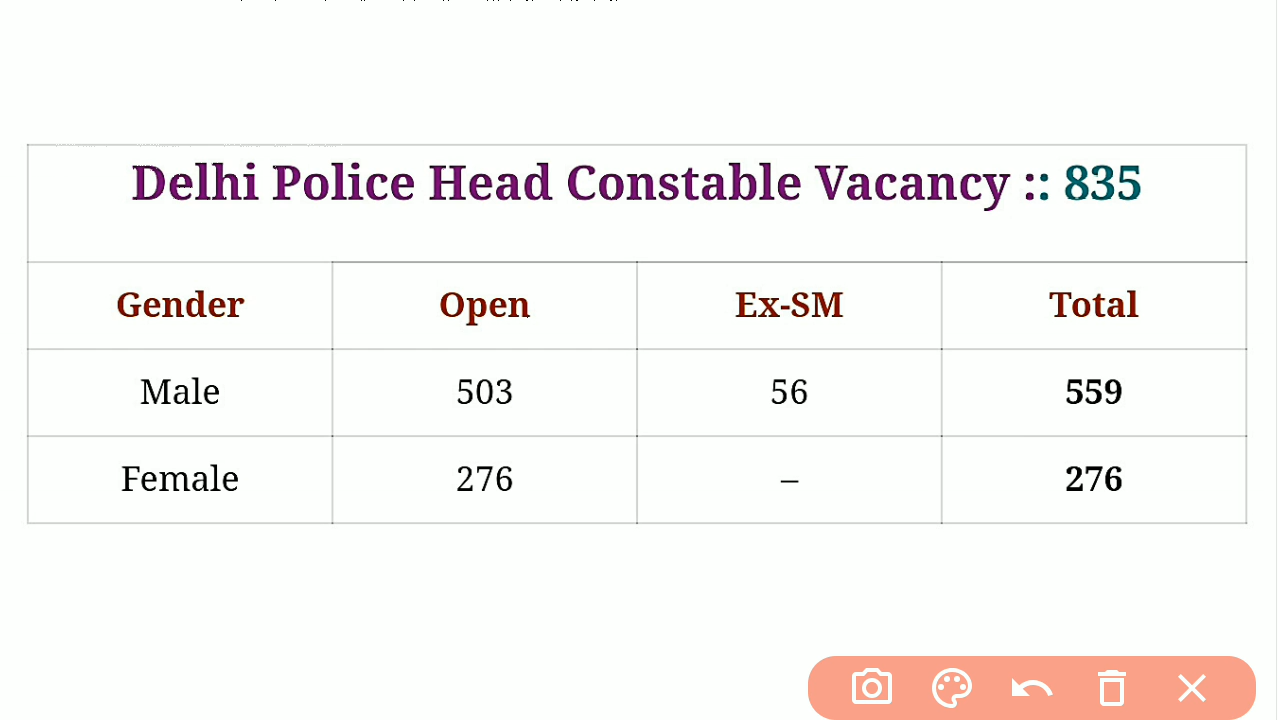 Delhi Police Head Constable Vacancy :: 835
Gender Open Ex-SM Total
Male 503 56 559
Female 276 – 276